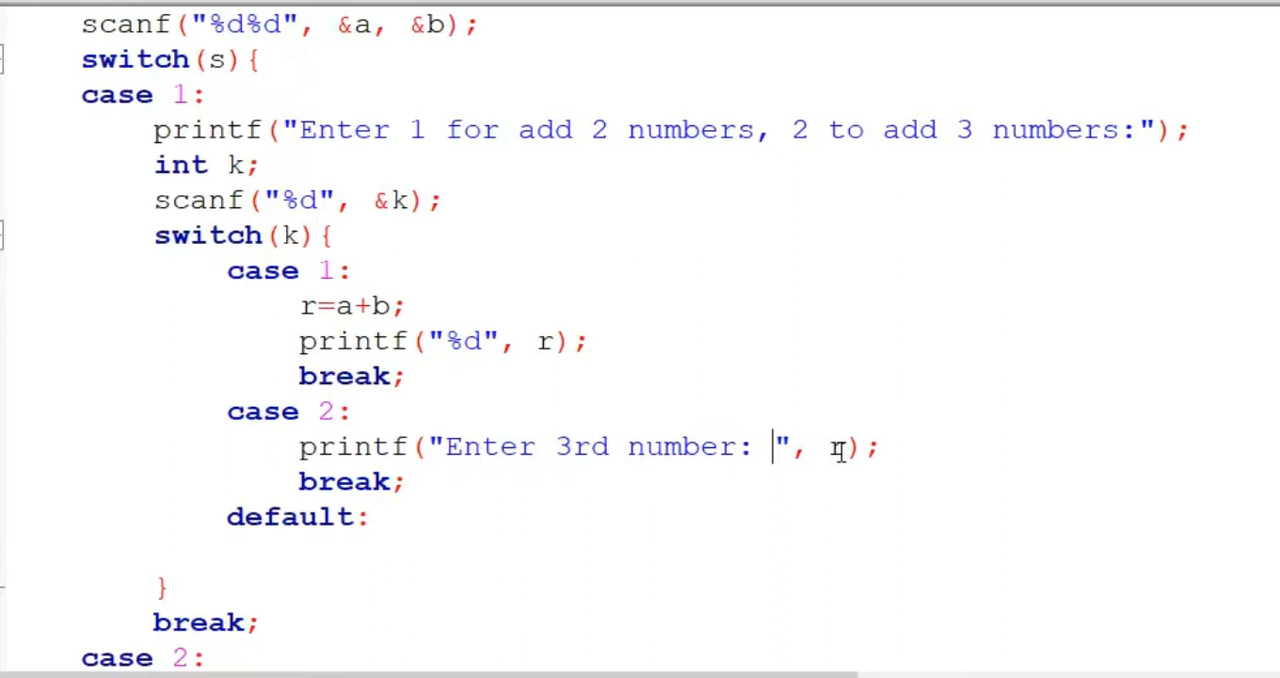 scanf("%d%d", &a, &b);
switch(s){
case 1:
printf("Enter 1 for add 2 numbers, 2 to add 3 numbers:");
int k;
scanf("%d", &k);
switch(k){
case 1:
r=a+b;
printf("%d", r);
break;
case 2:
printf("Enter 3rd number: ", r);
break;
default:
}
break;
case 2: